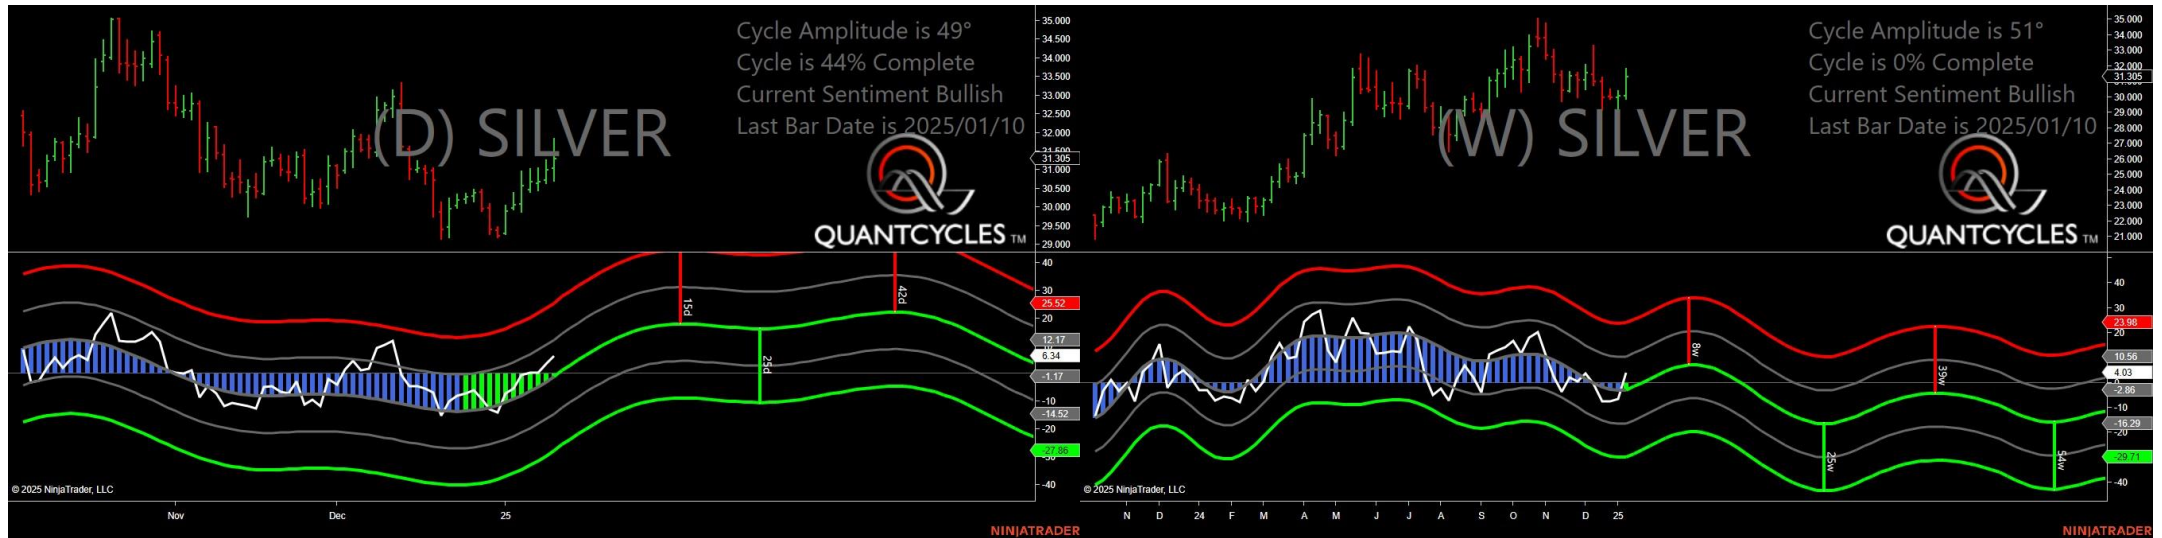 Cycle Amplitude is 49°
Cycle is 44% Complete
Current Sentiment Bullish
Last Bar Date is 2025/01/10
(D) SILVER
QUANTCYCLES TM
35.000
34.500
34.000
33.500
33.000
32.500
32.000
31.305
31.000
30.500
30.000
29.500
29.000
40
30
25.52
20
12.17
6.34
-1.17
-10
-14.52
-20
-27.86
-40
15d
42d
25d
© 2025 NinjaTrader, LLC
Nov
Dec
25
NINJATRADER
Cycle Amplitude is 51°
Cycle is 0% Complete
Current Sentiment Bullish
Last Bar Date is 2025/01/10
(W) SILVER
QUANTCYCLES TM
35.000
34.000
33.000
32.000
31.305
30.000
29.000
28.000
27.000
26.000
25.000
24.000
23.000
22.000
21.000
40
30
23.98
20
10.56
4.03
-2.86
-10
-16.29
-20
-29.71
-40
8w
39w
25w
54w
© 2025 NinjaTrader, LLC
N D 24 F M A M J J A S O N D 25
NINJATRADER